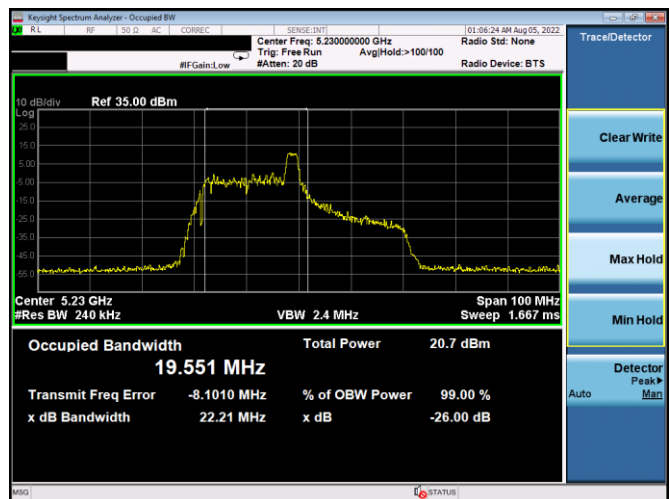 Keysight Spectrum Analyzer - Occupied BW
RL RF 50 Ω AC CORREC SENSE:INT 01:06:24 AM Aug 05, 2022
Center Freq: 5.230000000 GHz Radio Std: None
Trig: Free Run Avg|Hold:>100/100
#IFGain:Low #Atten: 20 dB Radio Device: BTS
10 dB/div Ref 35.00 dBm
Log
25.0
15.0
5.00
-5.00
-15.0
-25.0
-35.0
-45.0
-55.0
Center 5.23 GHz Span 100 MHz
#Res BW 240 kHz VBW 2.4 MHz Sweep 1.667 ms
Occupied Bandwidth Total Power 20.7 dBm
19.551 MHz
Transmit Freq Error -8.1010 MHz % of OBW Power 99.00 %
x dB Bandwidth 22.21 MHz x dB -26.00 dB
MSG STATUS
Trace/Detector
Clear Write
Average
Max Hold
Min Hold
Detector
Peak▶
Auto Man